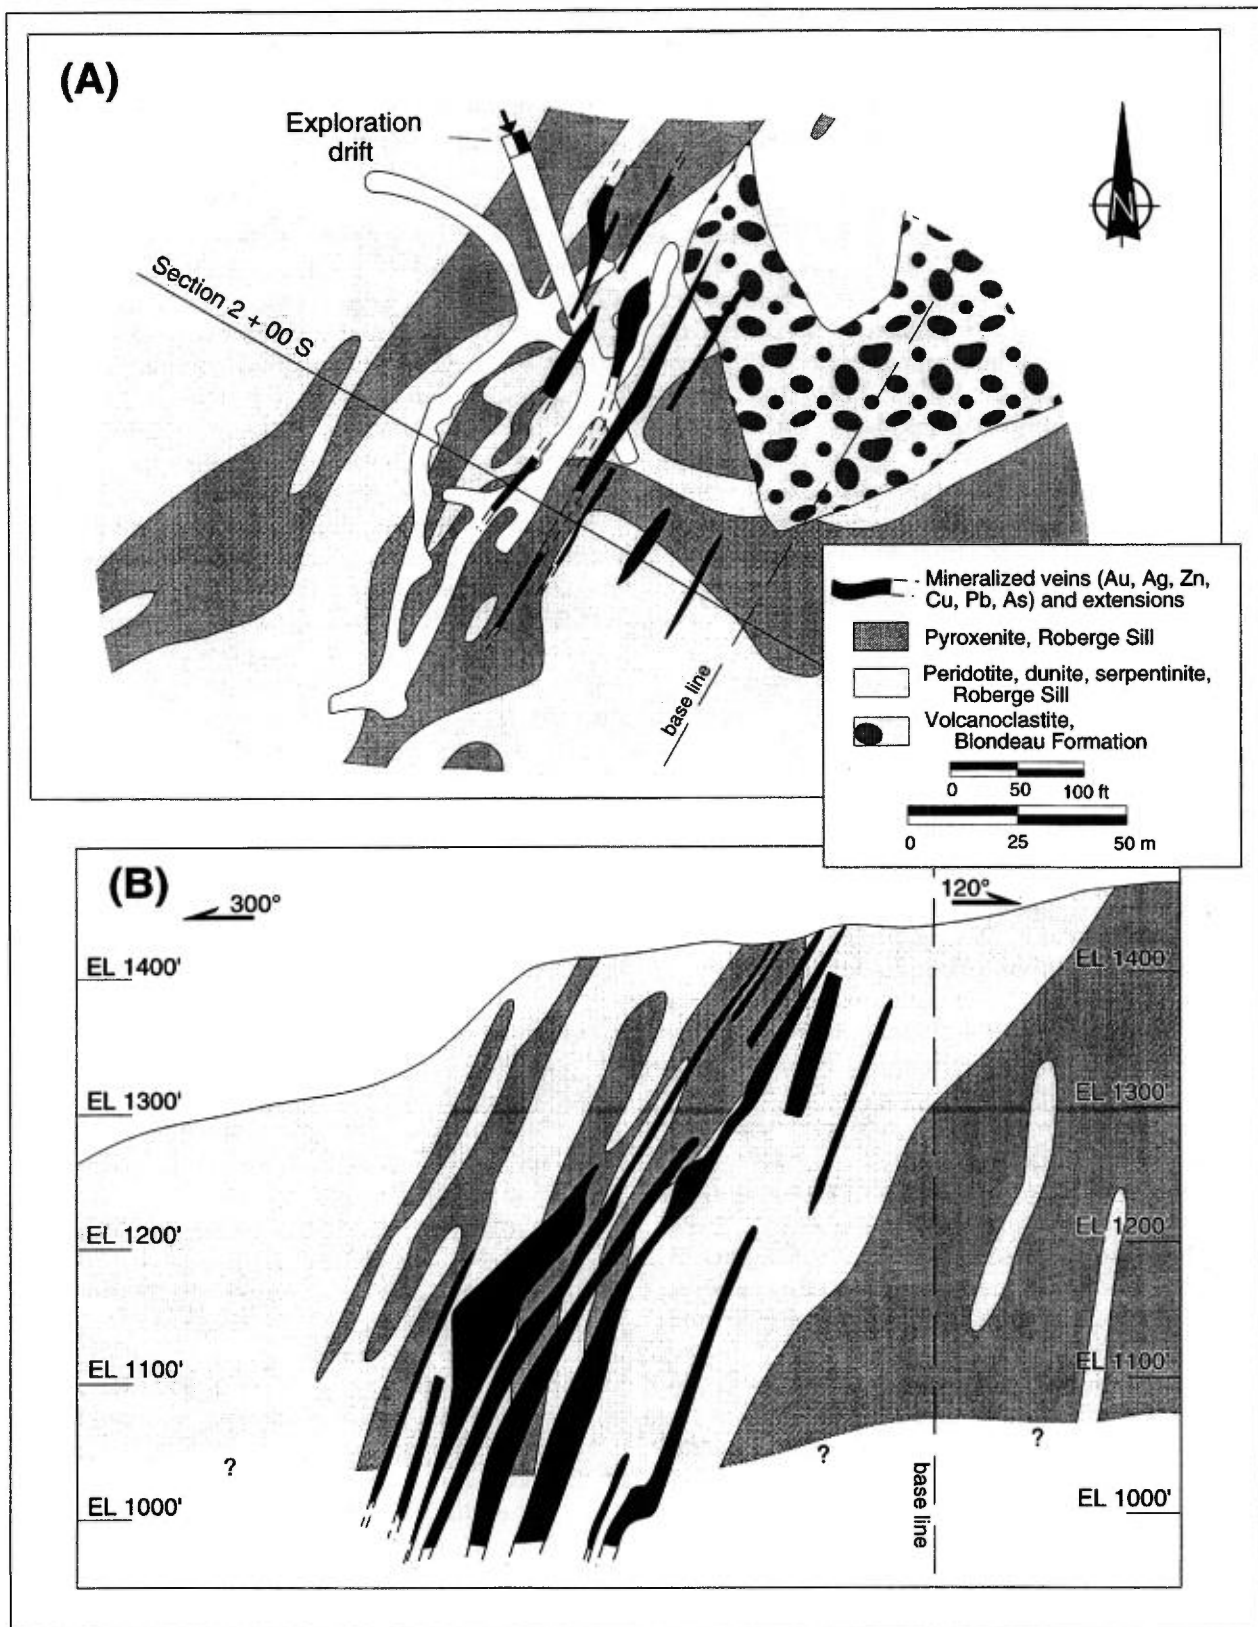 (A)
Exploration
drift
N
Section 2 + 00 S
base line
Mineralized veins (Au, Ag, Zn,
Cu, Pb, As) and extensions
Pyroxenite, Roberge Sill
Peridotite, dunite, serpentinite,
Roberge Sill
Volcanoclastite,
Blondeau Formation
0 50 100 ft
0 25 50 m
(B)
300°
120°
EL 1400'
EL 1400'
EL 1300'
EL 1300'
EL 1200'
EL 1200'
EL 1100'
EL 1100'
?
?
?
EL 1000'
EL 1000'
base line